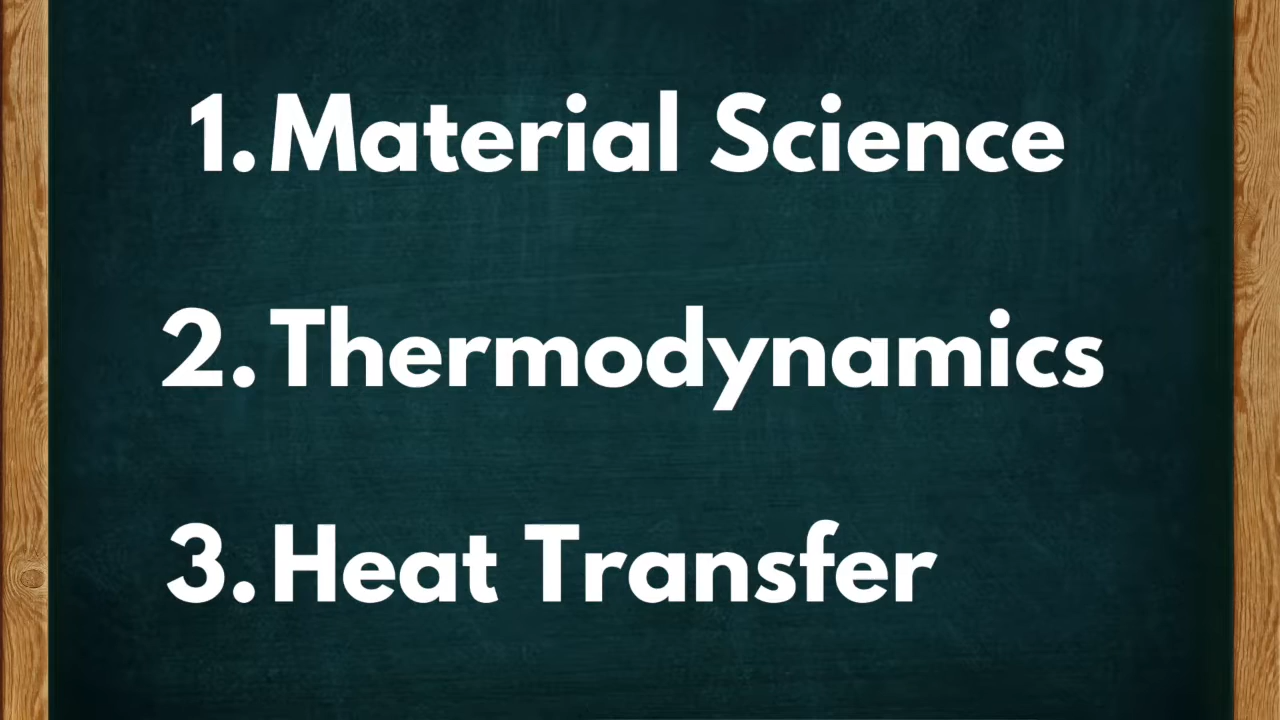 1. Material Science
2. Thermodynamics
3. Heat Transfer